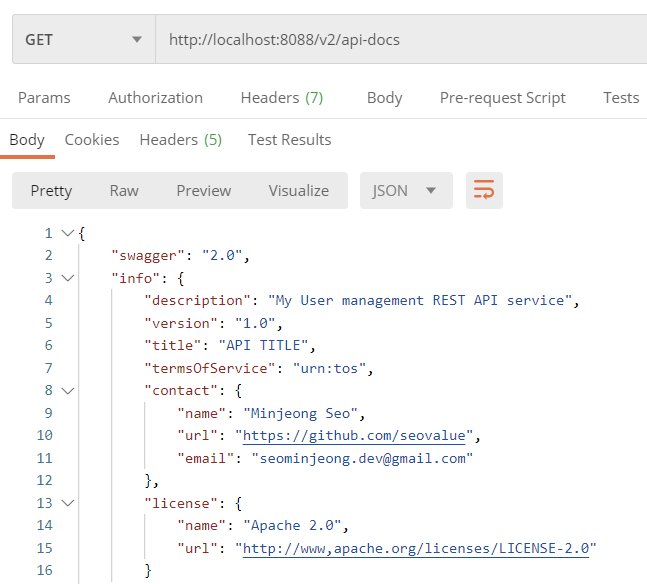 GET http://localhost:8088/v2/api-docs
Params Authorization Headers (7) Body Pre-request Script Tests
Body Cookies Headers (5) Test Results
Pretty Raw Preview Visualize JSON
1 {
2 "swagger": "2.0",
3 "info": {
4 "description": "My User management REST API service",
5 "version": "1.0",
6 "title": "API TITLE",
7 "termsOfService": "urn:tos",
8 "contact": {
9 "name": "Minjeong Seo",
10 "url": "https://github.com/seovalue",
11 "email": "seominjeong.dev@gmail.com"
12 },
13 "license": {
14 "name": "Apache 2.0",
15 "url": "http://www,apache.org/licenses/LICENSE-2.0"
16 }